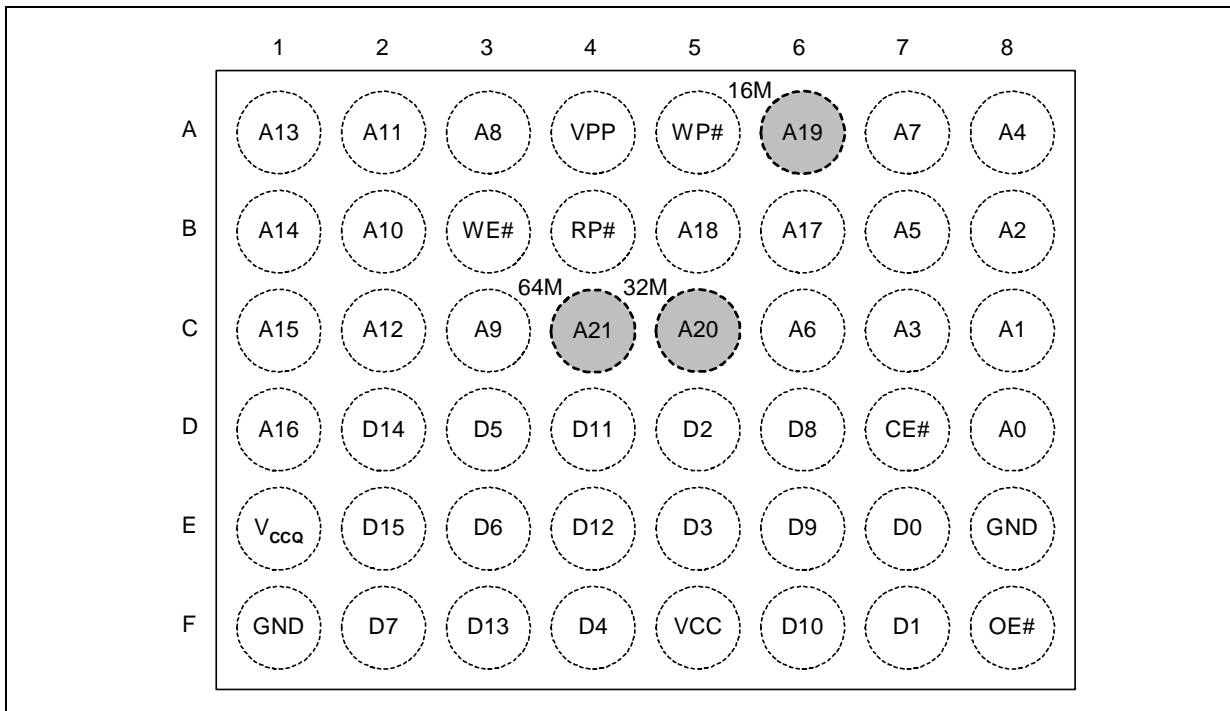 1 2 3 4 5 6 7 8
16M
A A13 A11 A8 VPP WP# A19 A7 A4
B A14 A10 WE# RP# A18 A17 A5 A2
64M 32M
C A15 A12 A9 A21 A20 A6 A3 A1
D A16 D14 D5 D11 D2 D8 CE# A0
E VCCQ D15 D6 D12 D3 D9 D0 GND
F GND D7 D13 D4 VCC D10 D1 OE#